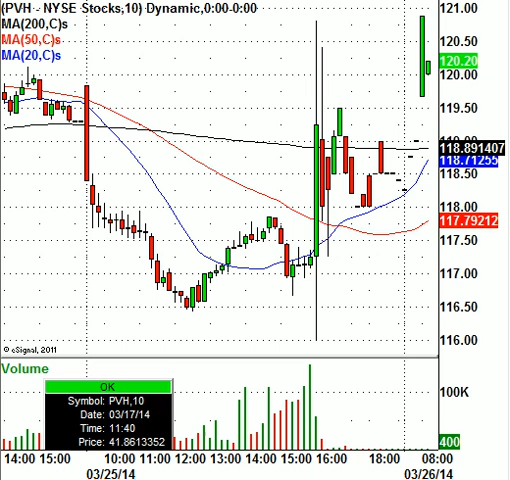 (PVH - NYSE Stocks,10) Dynamic,0:00-0:00
MA(200,C)s
MA(50,C)s
MA(20,C)s
121.00
120.50
120.20
120.00
119.50
119.00
118.891407
118.71255
118.50
118.00
117.79212
117.50
117.00
116.50
116.00
© eSignal, 2011
Volume
OK
Symbol: PVH,10
Date: 03/17/14
Time: 11:40
Price: 41.8613352
100K
400
14:00 15:00 10:00 11:00 12:00 13:00 14:00 15:00 16:00 18:00 08:00
03/25/14 03/26/14